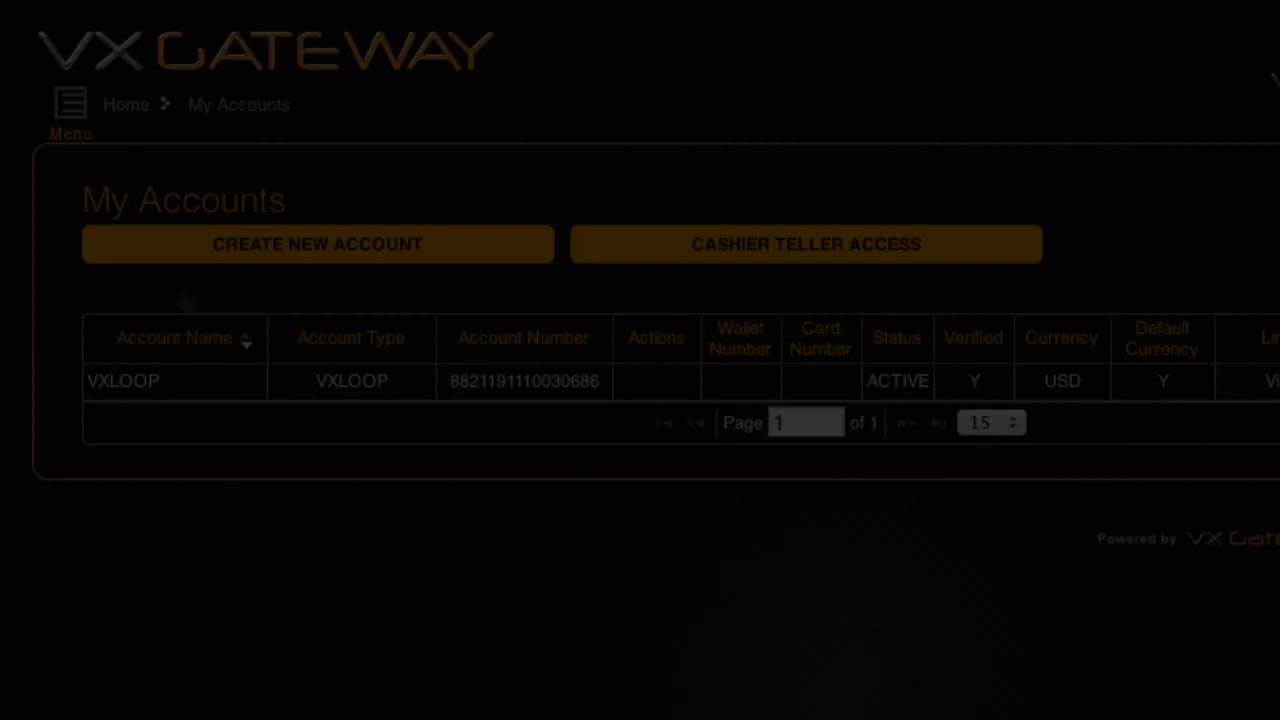 VX GATEWAY
Home My Accounts
Menu
My Accounts
CREATE NEW ACCOUNT CASHIER TELLER ACCESS
Account Name Account Type Account Number Actions Wallet Number Card Number Status Verified Currency Default Currency
VXLOOP VXLOOP 8821191110030686 ACTIVE Y USD Y
Page 1 of 1 15
Powered by VX